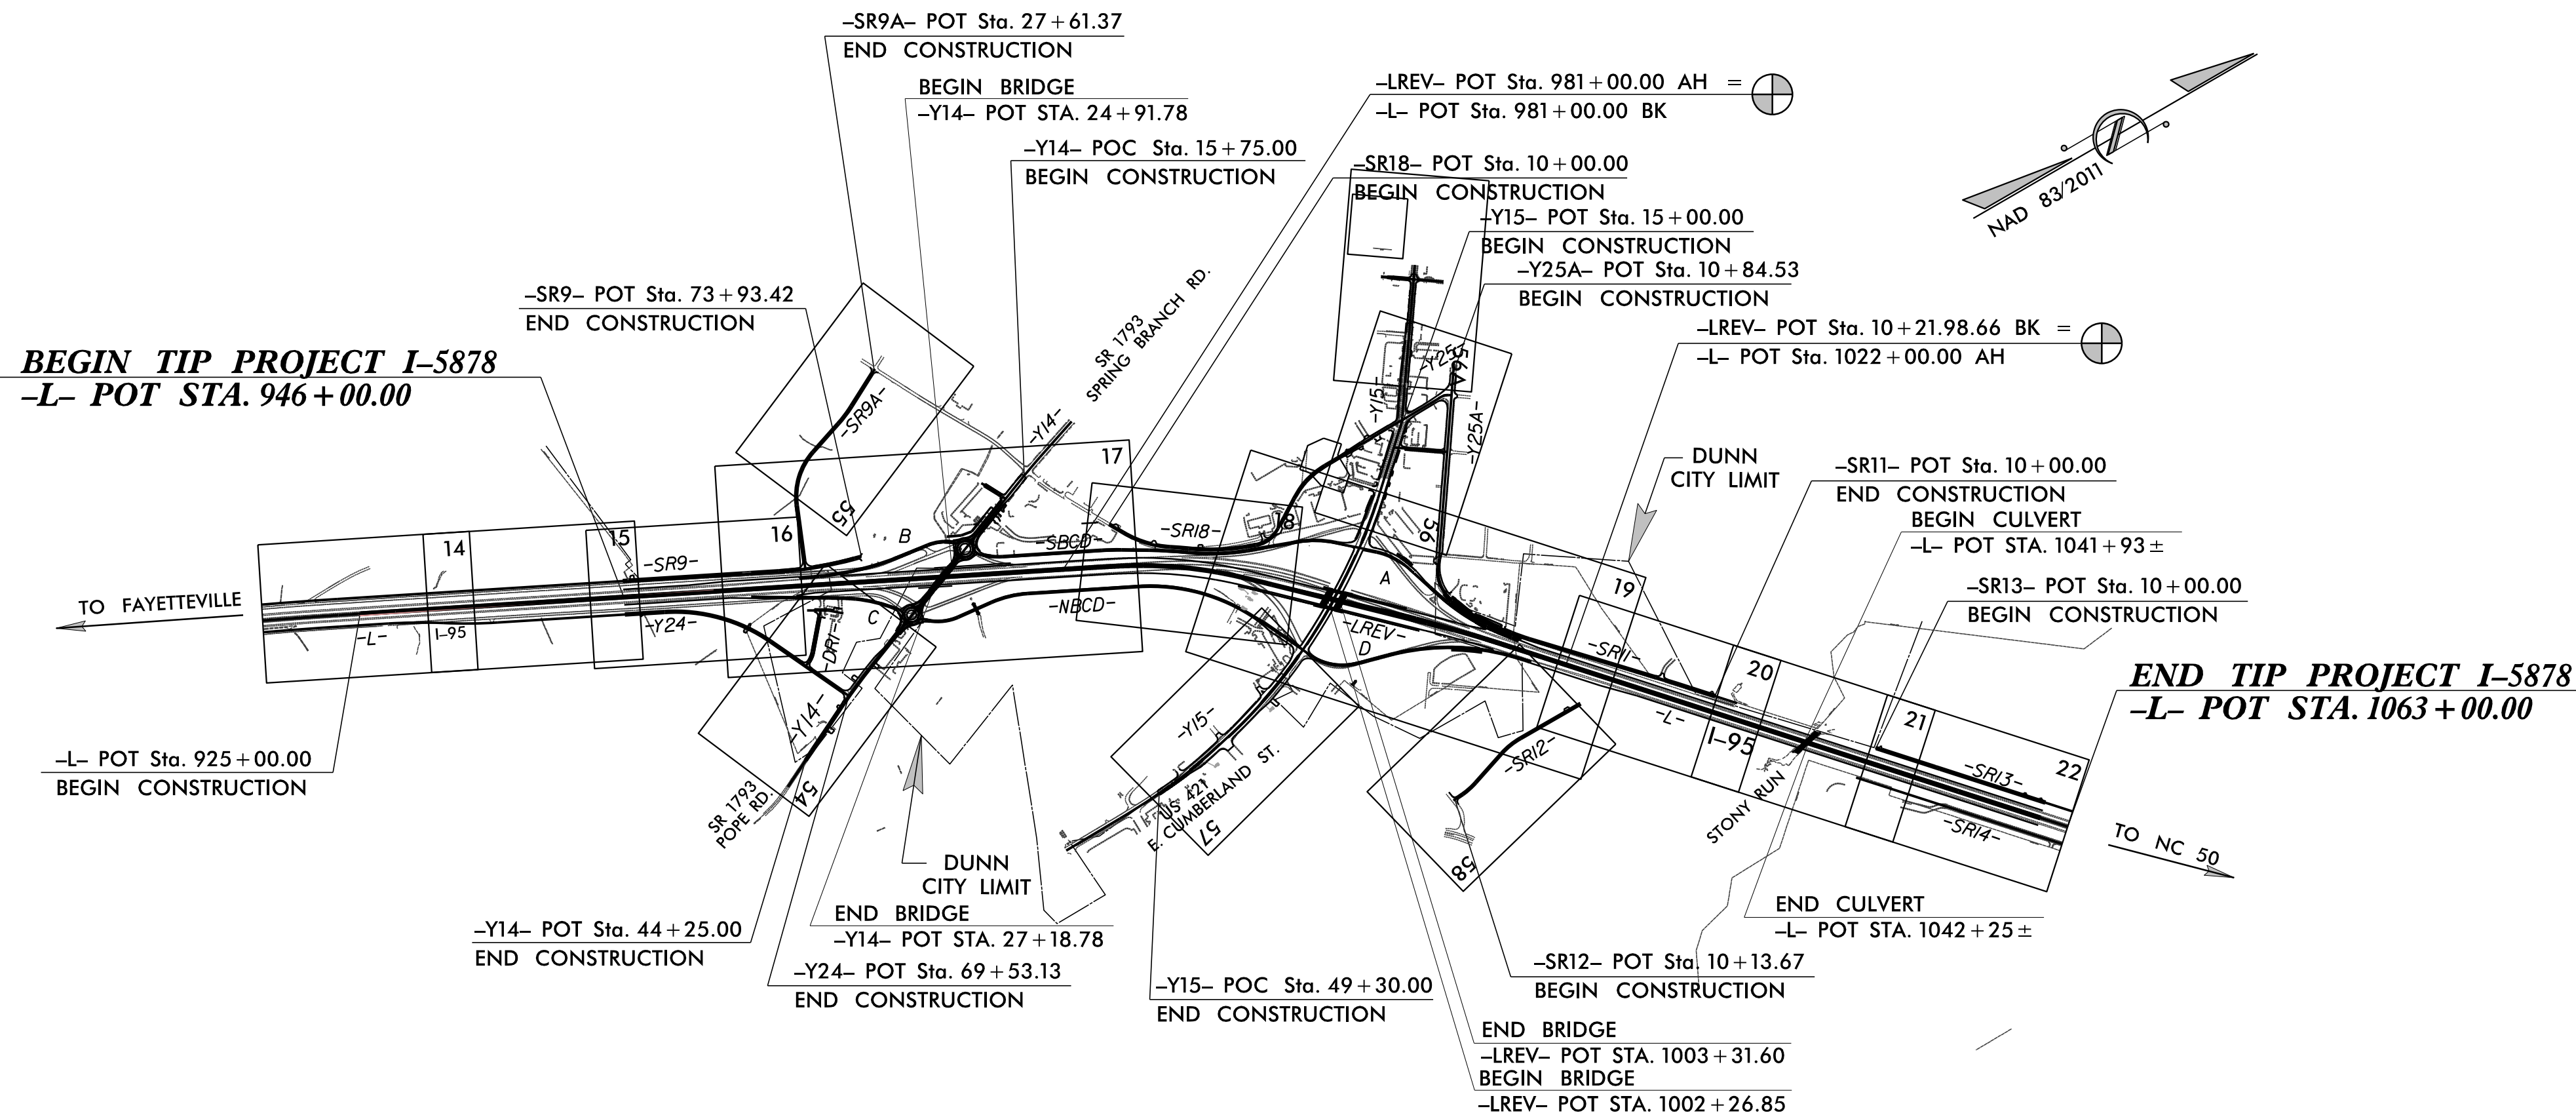 –SR9A– POT Sta. 27+61.37
END CONSTRUCTION
BEGIN BRIDGE
–Y14– POT STA. 24+91.78
–Y14– POC Sta. 15+75.00
BEGIN CONSTRUCTION
–LREV– POT Sta. 981+00.00 AH =
–L– POT Sta. 981+00.00 BK
–SR18– POT Sta. 10+00.00
BEGIN CONSTRUCTION
–Y15– POT Sta. 15+00.00
BEGIN CONSTRUCTION
–Y25A– POT Sta. 10+84.53
BEGIN CONSTRUCTION
NAD 83/2011
–SR9– POT Sta. 73+93.42
END CONSTRUCTION
–LREV– POT Sta. 10+21.98.66 BK =
–L– POT Sta. 1022+00.00 AH
BEGIN TIP PROJECT I–5878
–L– POT STA. 946+00.00
SR 1793
SPRING BRANCH RD.
DUNN
CITY LIMIT
–SR11– POT Sta. 10+00.00
END CONSTRUCTION
BEGIN CULVERT
–L– POT STA. 1041+93±
–SR13– POT Sta. 10+00.00
BEGIN CONSTRUCTION
END TIP PROJECT I–5878
–L– POT STA. 1063+00.00
TO FAYETTEVILLE
14
15
16
17
18
19
20
21
22
55
56
56A
54
57
58
-SR9A-
-Y14-
-Y15-
-Y25-
-Y25A-
B
-SBCD-
-SR18-
A
-SR9-
-L-
I-95
-Y24-
-DR1-
C
-NBCD-
-LREV-
D
-SR11-
-L-
I-95
-Y14-
-Y15-
-SR12-
-SR13-
-SR14-
STONY RUN
TO NC 50
SR 1793
POPE RD.
US 421
E. CUMBERLAND ST.
–L– POT Sta. 925+00.00
BEGIN CONSTRUCTION
DUNN
CITY LIMIT
END BRIDGE
–Y14– POT STA. 27+18.78
–Y14– POT Sta. 44+25.00
END CONSTRUCTION
–Y24– POT Sta. 69+53.13
END CONSTRUCTION
–Y15– POC Sta. 49+30.00
END CONSTRUCTION
END CULVERT
–L– POT STA. 1042+25±
–SR12– POT Sta. 10+13.67
BEGIN CONSTRUCTION
END BRIDGE
–LREV– POT STA. 1003+31.60
BEGIN BRIDGE
–LREV– POT STA. 1002+26.85